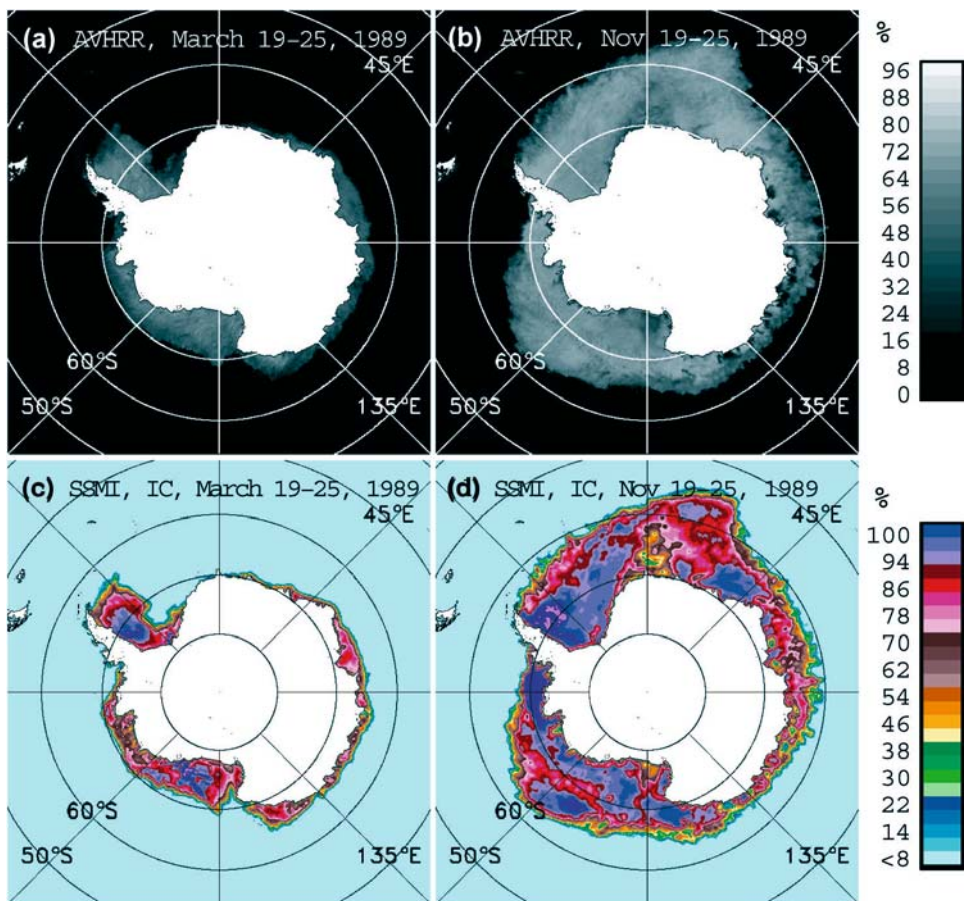 (a) AVHRR, March 19-25, 1989
45°E
60°S
50°S
135°E
(b) AVHRR, Nov 19-25, 1989
45°E
60°S
50°S
135°E
%
96
88
80
72
64
56
48
40
32
24
16
8
0
(c) SSMI, IC, March 19-25, 1989
45°E
60°S
50°S
135°E
(d) SSMI, IC, Nov 19-25, 1989
45°E
60°S
50°S
135°E
%
100
94
86
78
70
62
54
46
38
30
22
14
<8